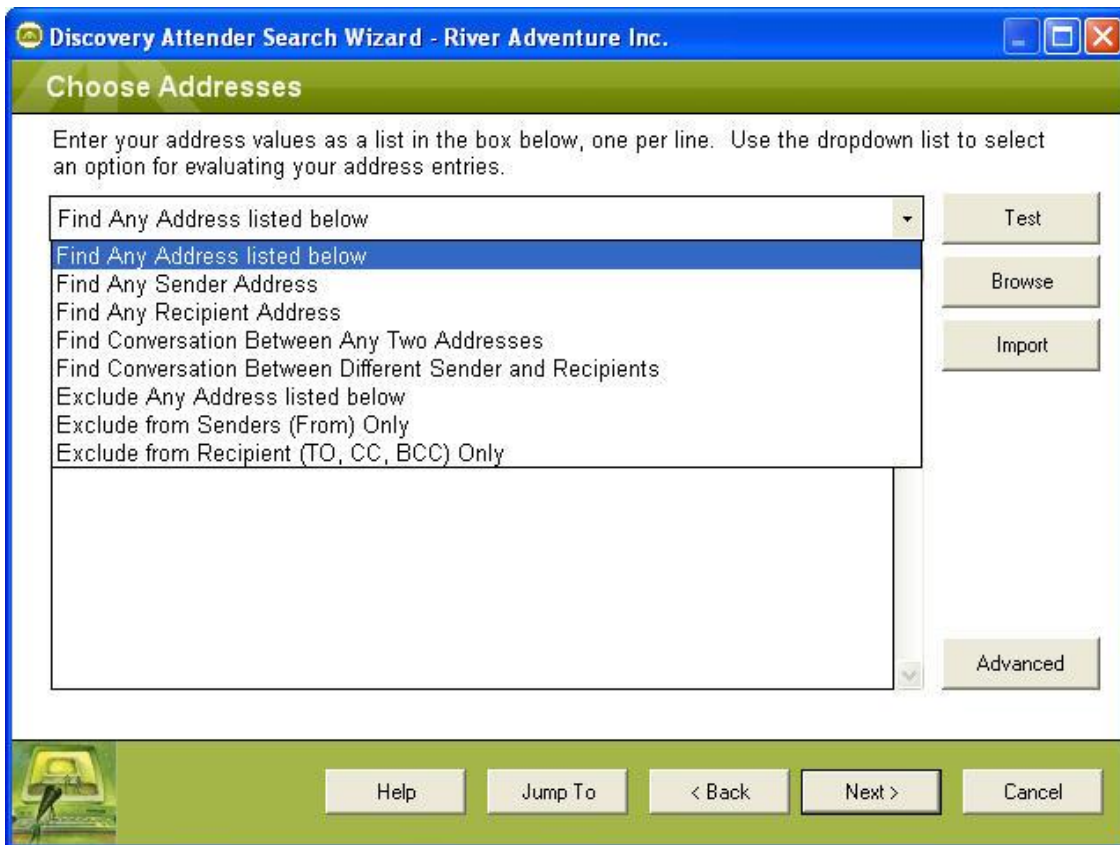 Discovery Attender Search Wizard - River Adventure Inc.
Choose Addresses
Enter your address values as a list in the box below, one per line. Use the dropdown list to select
an option for evaluating your address entries.
Find Any Address listed below
Test
Find Any Address listed below
Find Any Sender Address
Browse
Find Any Recipient Address
Find Conversation Between Any Two Addresses
Import
Find Conversation Between Different Sender and Recipients
Exclude Any Address listed below
Exclude from Senders (From) Only
Exclude from Recipient (TO, CC, BCC) Only
Advanced
Help
Jump To
< Back
Next >
Cancel